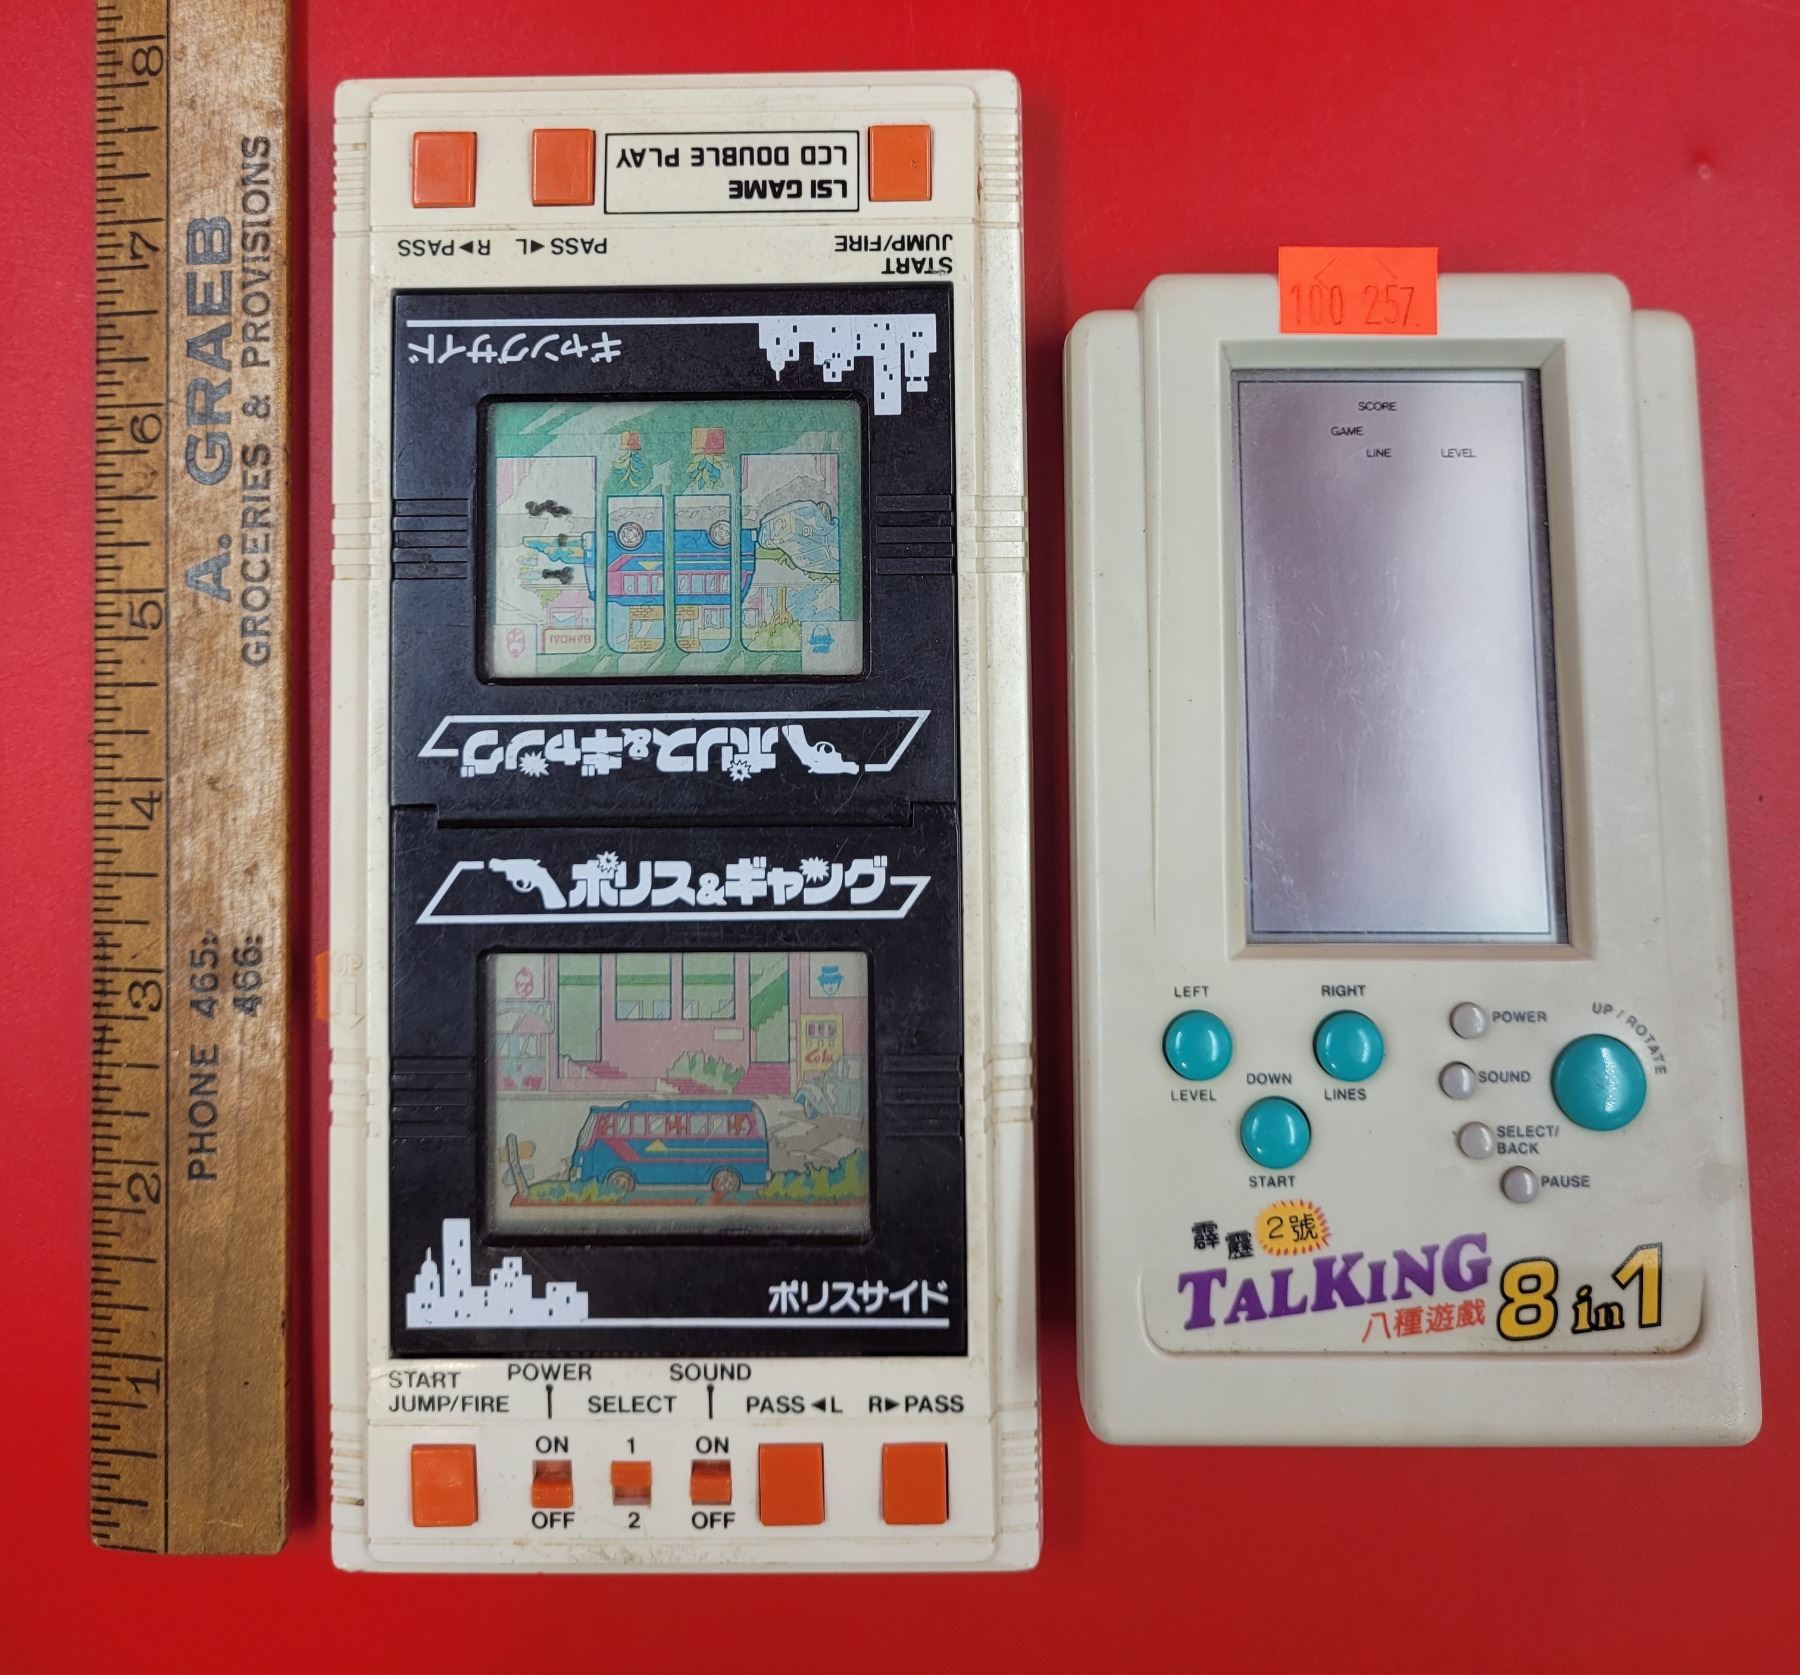 8
7
6
5
4
3
2
1
A. GRAEB
GROCERIES & PROVISIONS
PHONE 465:
466:
LSI GAME
LCD DOUBLE PLAY
START
JUMP/FIRE
PASS◄L
R►PASS
ギャングサイド
BANDAI
ポリス&ギャング
ポリス&ギャング
Cola
ポリスサイド
UP
START
JUMP/FIRE
POWER
SELECT
SOUND
PASS◄L
R►PASS
ON
1
ON
OFF
2
OFF
100 257
SCORE
GAME
LINE
LEVEL
LEFT
RIGHT
LEVEL
DOWN
LINES
START
POWER
SOUND
SELECT/
BACK
PAUSE
UP / ROTATE
霹靂2號
TALKING
八種遊戲
8 in 1